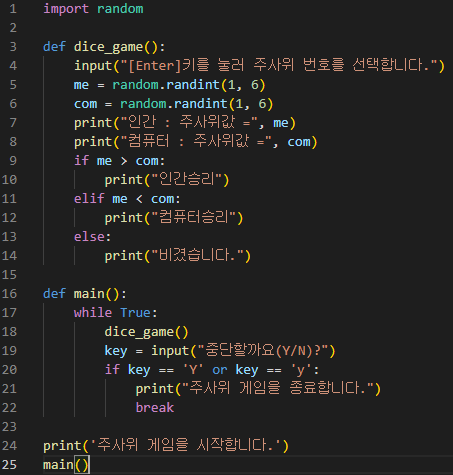 1 import random
2
3 def dice_game():
4     input("[Enter]키를 눌러 주사위 번호를 선택합니다.")
5     me = random.randint(1, 6)
6     com = random.randint(1, 6)
7     print("인간 : 주사위값 =", me)
8     print("컴퓨터 : 주사위값 =", com)
9     if me > com:
10         print("인간승리")
11     elif me < com:
12         print("컴퓨터승리")
13     else:
14         print("비겼습니다.")
15
16 def main():
17     while True:
18         dice_game()
19         key = input("중단할까요(Y/N)?")
20         if key == 'Y' or key == 'y':
21             print("주사위 게임을 종료합니다.")
22             break
23
24 print('주사위 게임을 시작합니다.')
25 main()